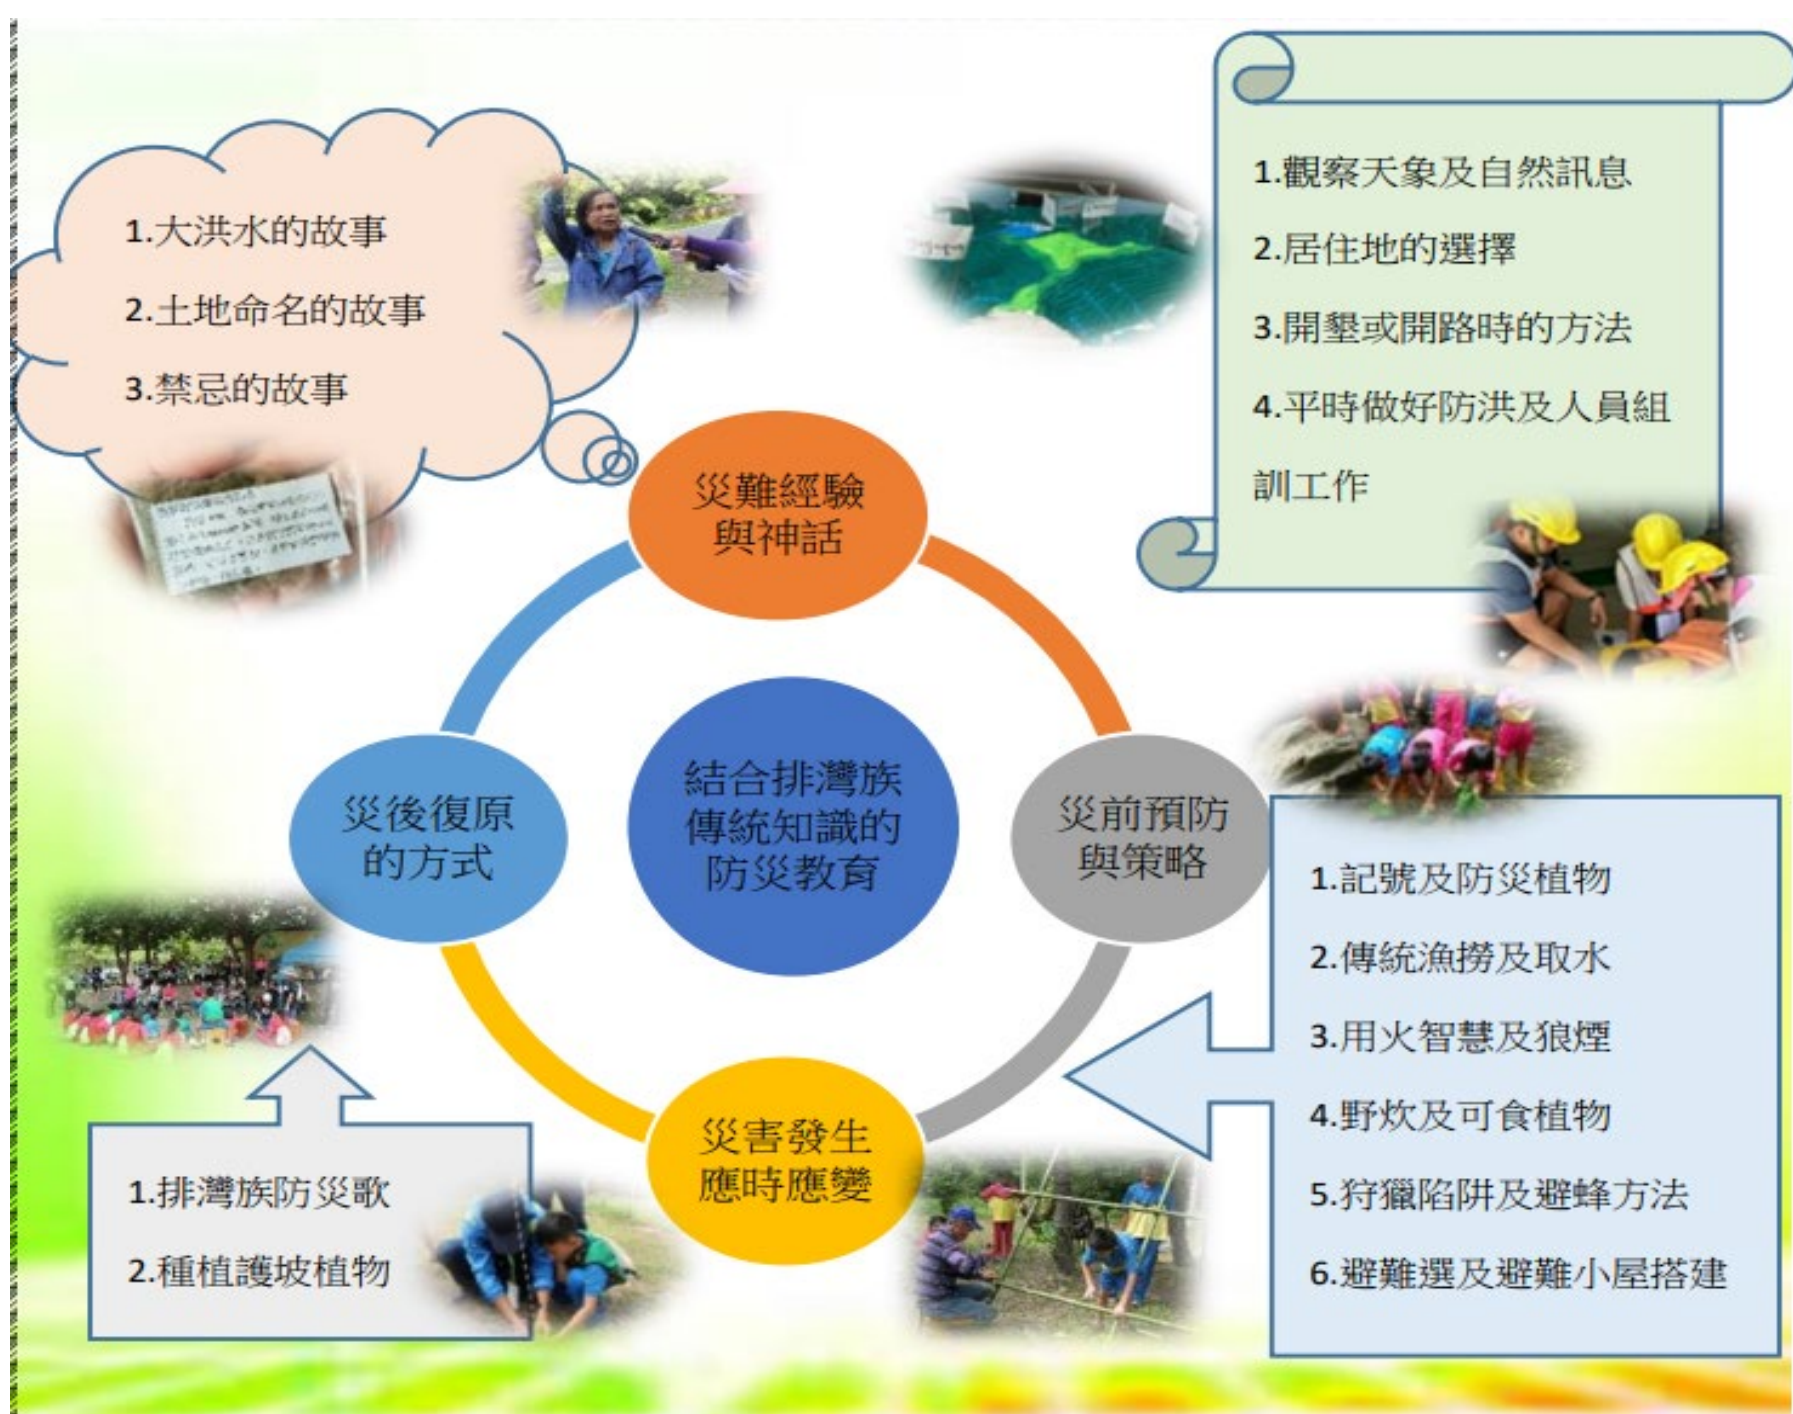 1.大洪水的故事
2.土地命名的故事
3.禁忌的故事
1.觀察天象及自然訊息
2.居住地的選擇
3.開墾或開路時的方法
4.平時做好防洪及人員組
訓工作
災難經驗
與神話
災後復原
的方式
結合排灣族
傳統知識的
防災教育
災前預防
與策略
災害發生
應時應變
1.記號及防災植物
2.傳統漁撈及取水
3.用火智慧及狼煙
4.野炊及可食植物
5.狩獵陷阱及避蜂方法
6.避難選及避難小屋搭建
1.排灣族防災歌
2.種植護坡植物